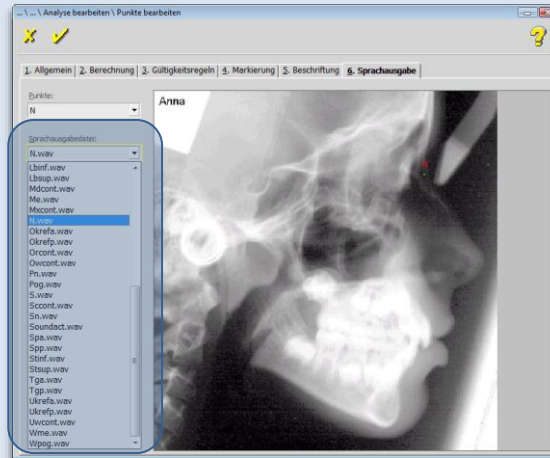 ...\ ...\ Analyse bearbeiten \ Punkte bearbeiten
1. Allgemein 2. Berechnung 3. Gültigkeitsregeln 4. Markierung 5. Beschriftung 6. Sprachausgabe
Punkte:
N
Sprachausgabedatei:
N.wav
Lbinf.wav
Lbsup.wav
Mdcont.wav
Me.wav
Mxcont.wav
N.wav
Okrefa.wav
Okrefp.wav
Orcont.wav
Owcont.wav
Pn.wav
Pog.wav
S.wav
Sccont.wav
Sn.wav
Soundact.wav
Spa.wav
Spp.wav
Stinf.wav
Stsup.wav
Tga.wav
Tgp.wav
Ukrefa.wav
Ukrefp.wav
Uwcont.wav
Wme.wav
Wpog.wav
Anna
N